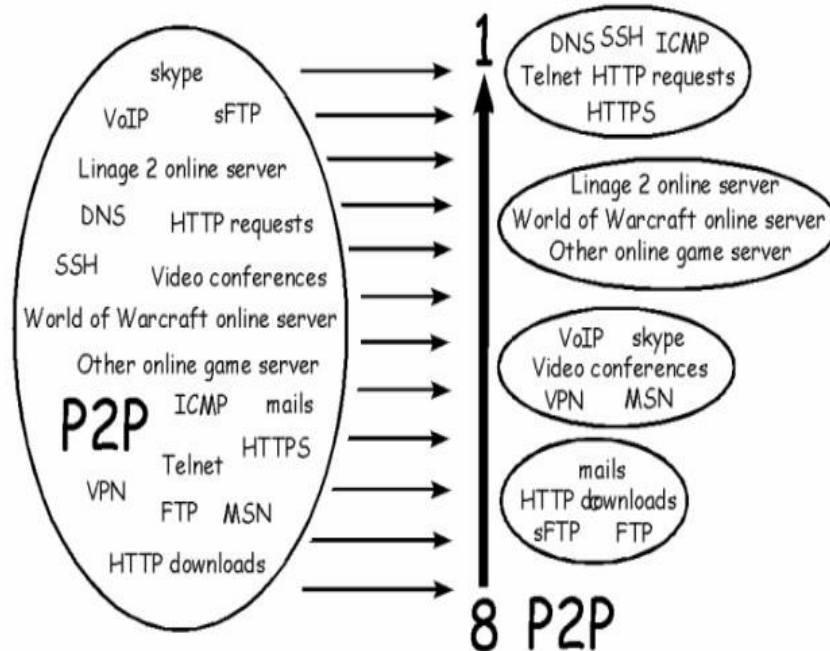 skype
VoIP sFTP
Linage 2 online server
DNS HTTP requests
SSH Video conferences
World of Warcraft online server
Other online game server
P2P ICMP mails
Telnet HTTPS
VPN
FTP MSN
HTTP downloads
1
DNS SSH ICMP
Telnet HTTP requests
HTTPS
Linage 2 online server
World of Warcraft online server
Other online game server
VoIP skype
Video conferences
VPN MSN
mails
HTTP downloads
sFTP FTP
8 P2P